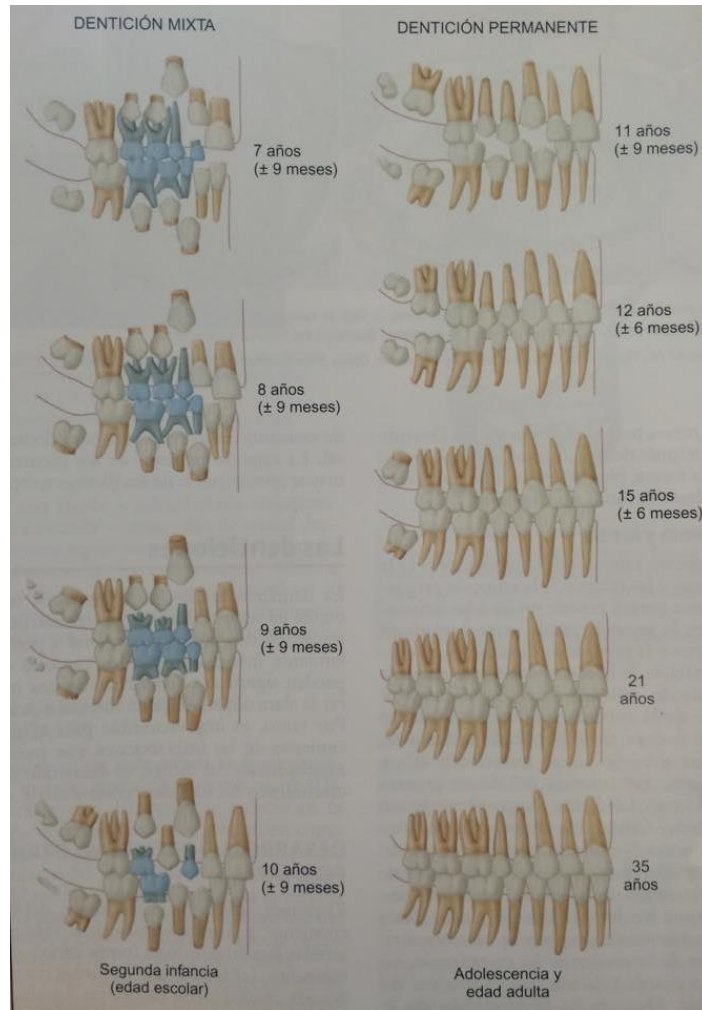 DENTICIÓN MIXTA
7 años
(± 9 meses)
8 años
(± 9 meses)
9 años
(± 9 meses)
10 años
(± 9 meses)
Segunda infancia
(edad escolar)
DENTICIÓN PERMANENTE
11 años
(± 9 meses)
12 años
(± 6 meses)
15 años
(± 6 meses)
21
años
35
años
Adolescencia y
edad adulta